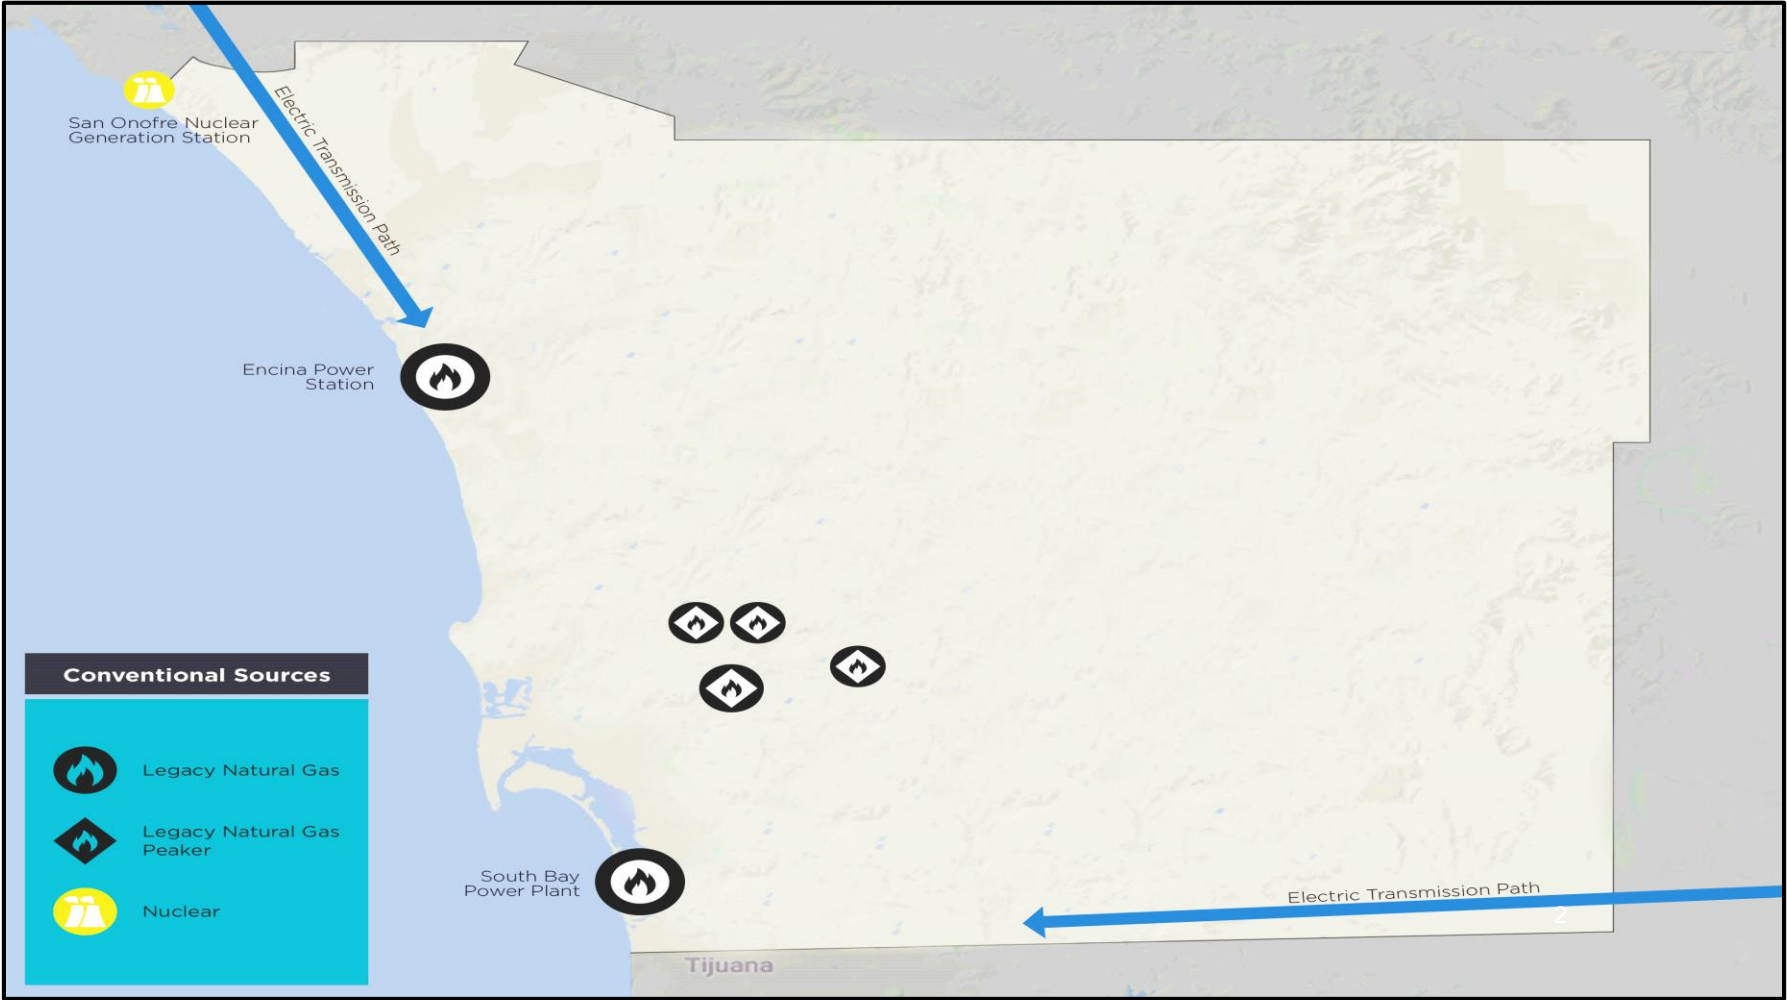 Electric Transmission Path
San Onofre Nuclear
Generation Station
Encina Power
Station
Conventional Sources
Legacy Natural Gas
Legacy Natural Gas
Peaker
Nuclear
South Bay
Power Plant
Electric Transmission Path
2
Tijuana